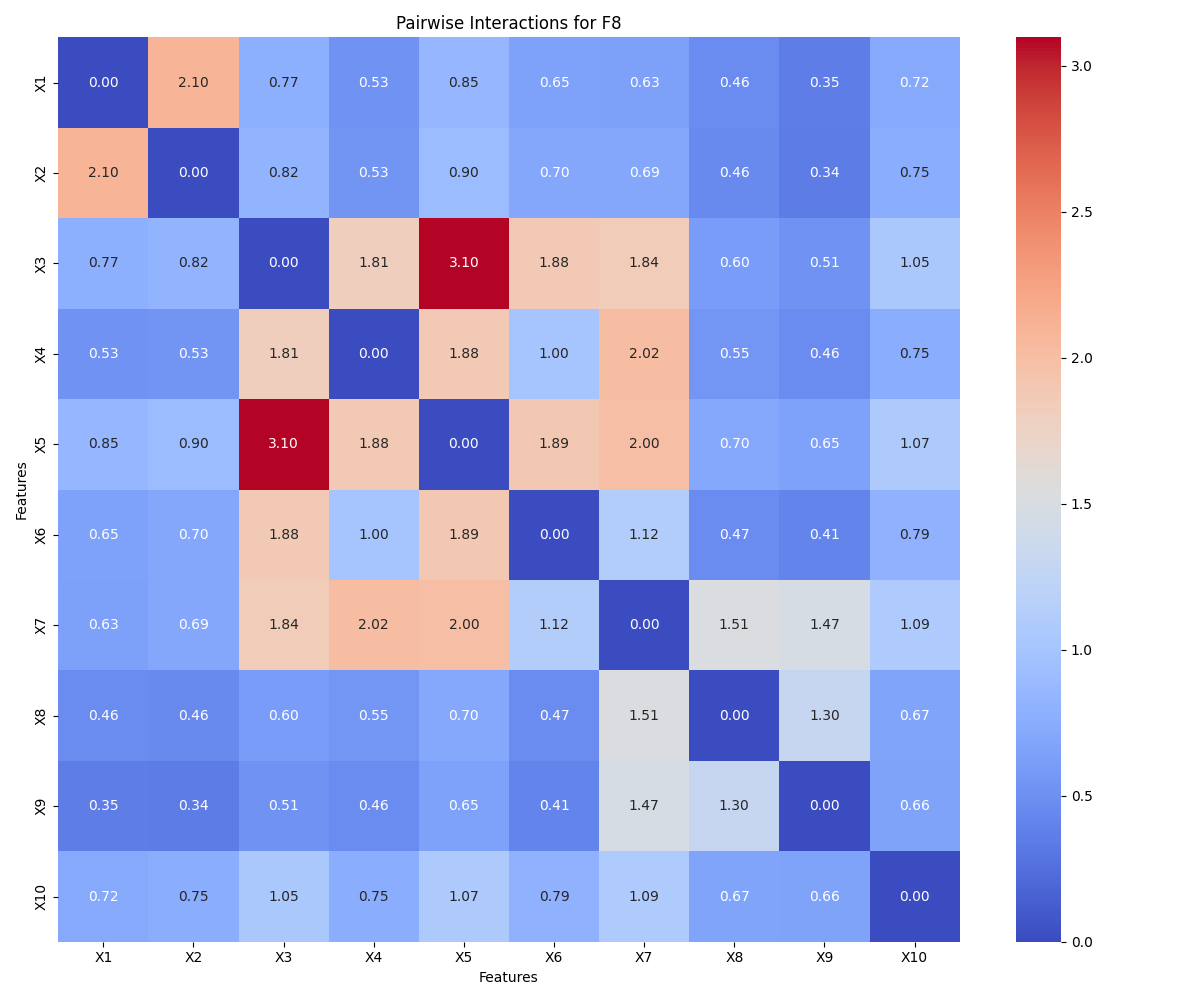 Pairwise Interactions for F8
X1 0.00 2.10 0.77 0.53 0.85 0.65 0.63 0.46 0.35 0.72
X2 2.10 0.00 0.82 0.53 0.90 0.70 0.69 0.46 0.34 0.75
X3 0.77 0.82 0.00 1.81 3.10 1.88 1.84 0.60 0.51 1.05
X4 0.53 0.53 1.81 0.00 1.88 1.00 2.02 0.55 0.46 0.75
X5 0.85 0.90 3.10 1.88 0.00 1.89 2.00 0.70 0.65 1.07
X6 0.65 0.70 1.88 1.00 1.89 0.00 1.12 0.47 0.41 0.79
X7 0.63 0.69 1.84 2.02 2.00 1.12 0.00 1.51 1.47 1.09
X8 0.46 0.46 0.60 0.55 0.70 0.47 1.51 0.00 1.30 0.67
X9 0.35 0.34 0.51 0.46 0.65 0.41 1.47 1.30 0.00 0.66
X10 0.72 0.75 1.05 0.75 1.07 0.79 1.09 0.67 0.66 0.00
X1 X2 X3 X4 X5 X6 X7 X8 X9 X10
Features
Features
3.0
2.5
2.0
1.5
1.0
0.5
0.0